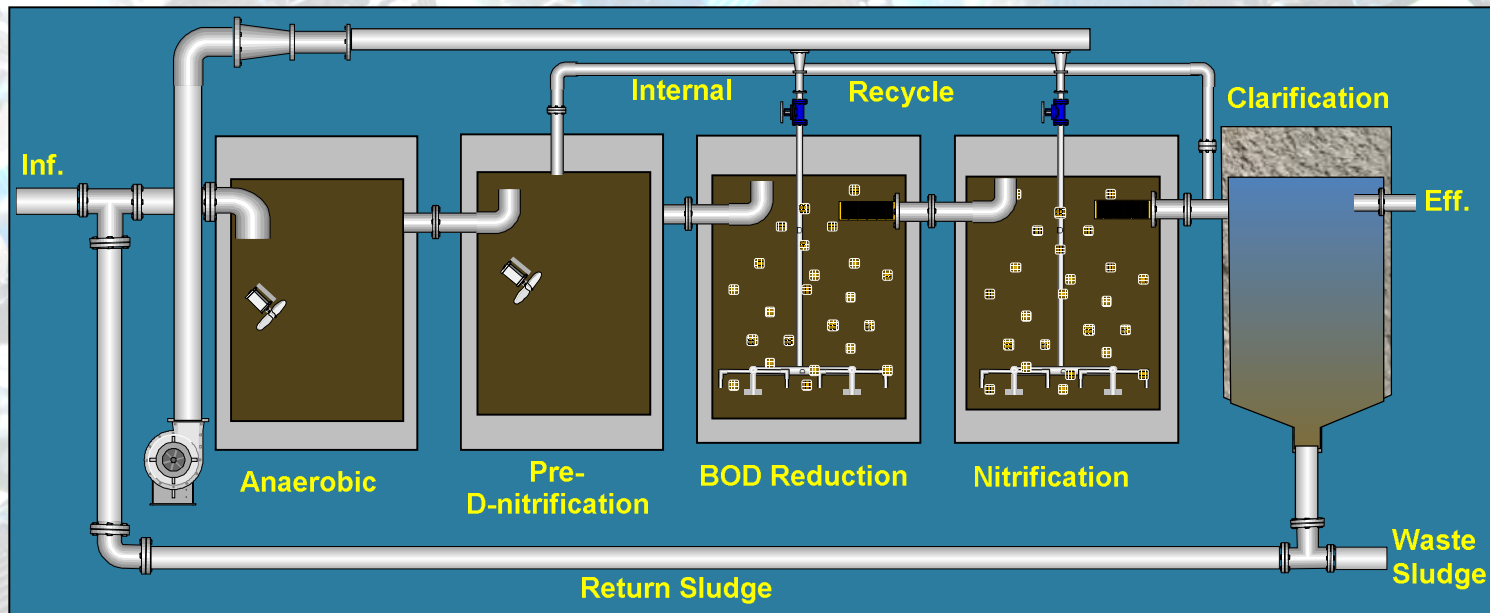 Internal Recycle
Clarification
Inf.
Eff.
Anaerobic
Pre-
D-nitrification
BOD Reduction
Nitrification
Return Sludge
Waste
Sludge